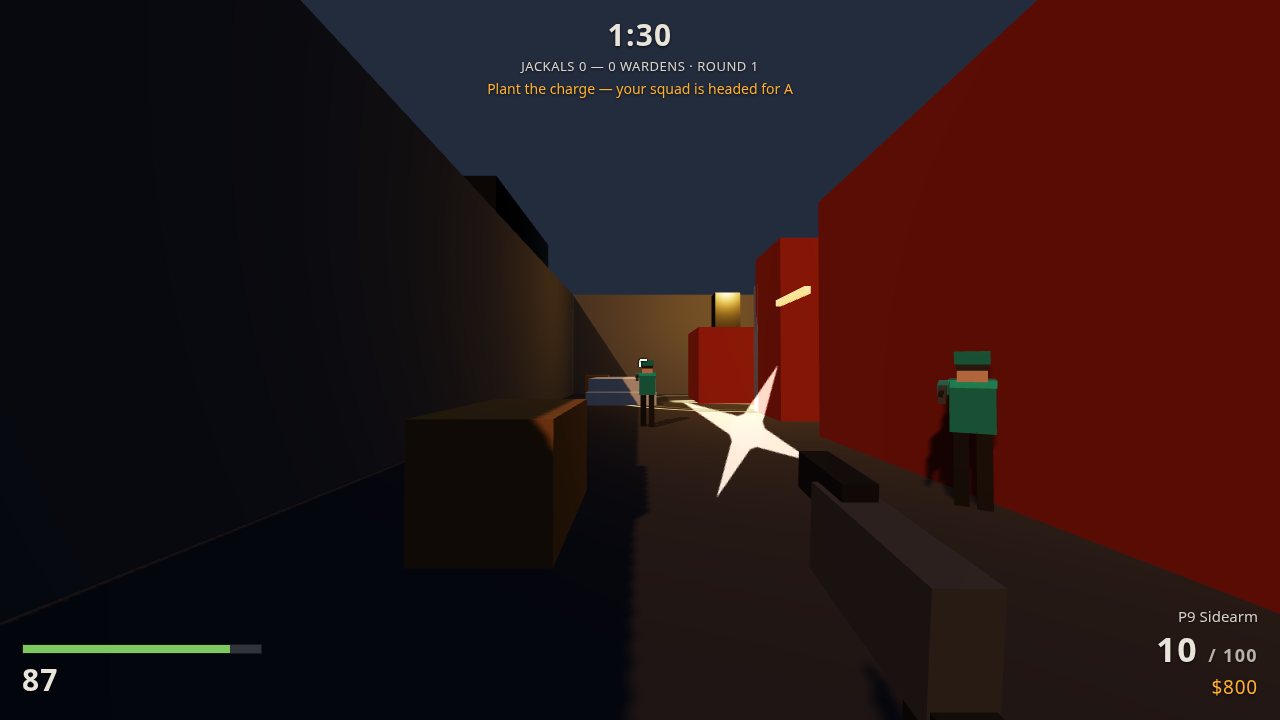 1:30
JACKALS 0 — 0 WARDENS · ROUND 1
Plant the charge — your squad is headed for A
87
P9 Sidearm
10 / 100
$800